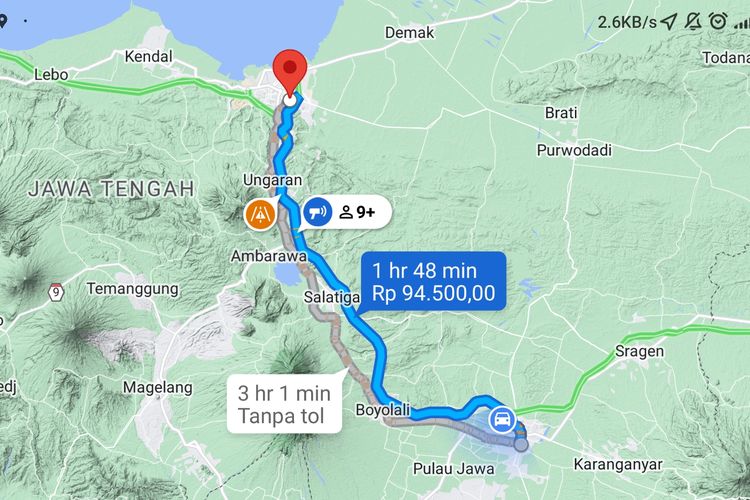 2.6KB/s
Demak
Kendal
Lebo
Todana
Brati
Purwodadi
JAWA TENGAH
Ungaran
9+
Ambarawa
1 hr 48 min
Rp 94.500,00
Temanggung
Salatiga
Sragen
edj
Magelang
3 hr 1 min
Tanpa tol
Boyolali
Pulau Jawa
Karanganyar